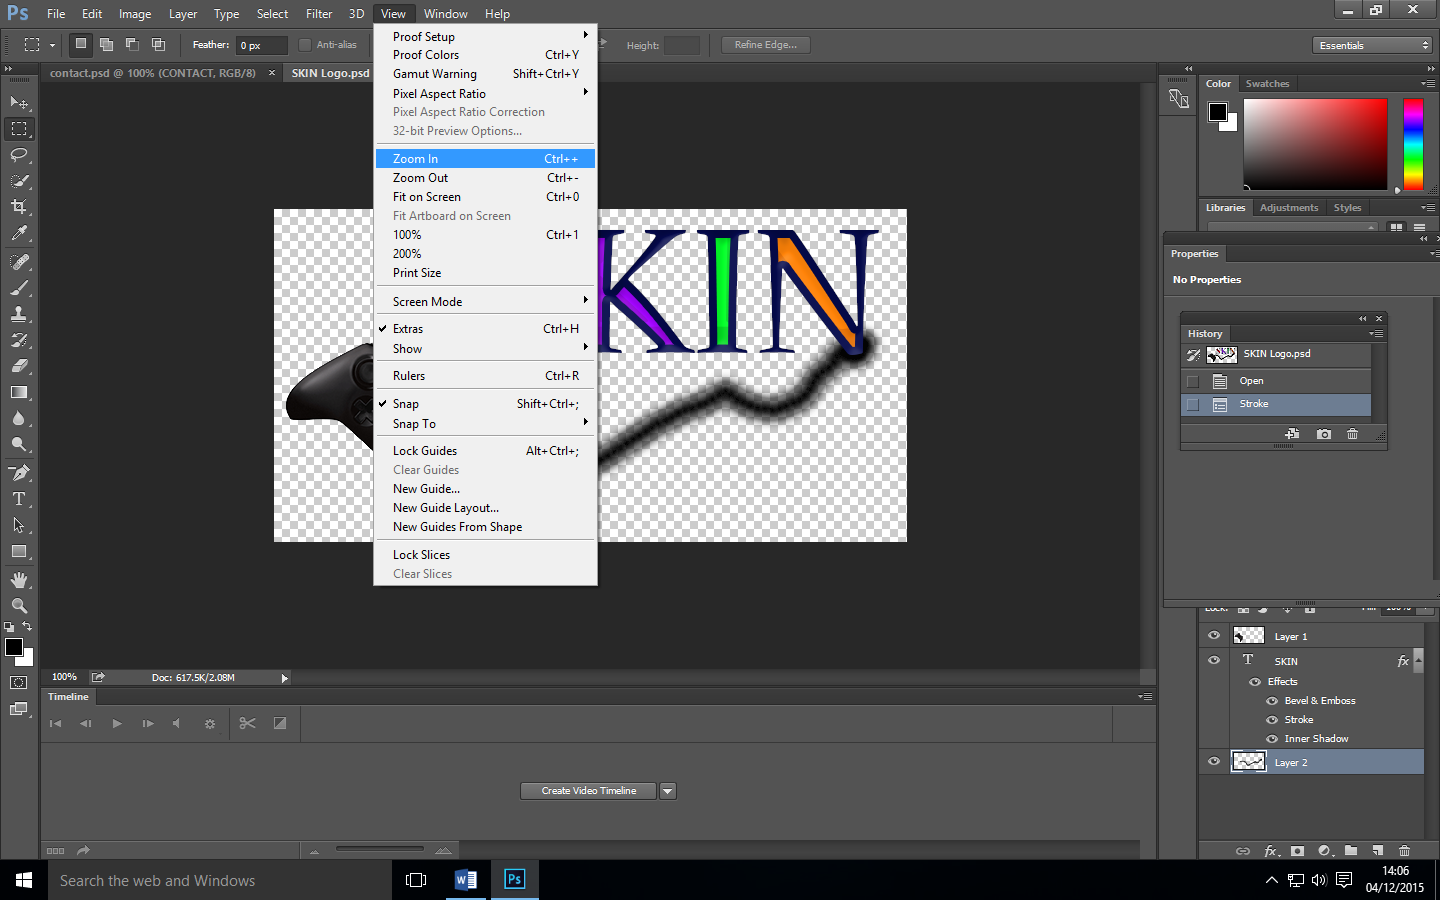 Ps File Edit Image Layer Type Select Filter 3D View Window Help
Feather: 0 px Anti-alias Height: Refine Edge... Essentials
contact.psd @ 100% (CONTACT, RGB/8) × SKIN Logo.psd
Proof Setup
Proof Colors Ctrl+Y
Gamut Warning Shift+Ctrl+Y
Pixel Aspect Ratio
Pixel Aspect Ratio Correction
32-bit Preview Options...
Zoom In Ctrl++
Zoom Out Ctrl+-
Fit on Screen Ctrl+0
Fit Artboard on Screen
100% Ctrl+1
200%
Print Size
Screen Mode
Extras Ctrl+H
Show
Rulers Ctrl+R
Snap Shift+Ctrl+;
Snap To
Lock Guides Alt+Ctrl+;
Clear Guides
New Guide...
New Guide Layout...
New Guides From Shape
Lock Slices
Clear Slices
KIN
Color Swatches
Libraries Adjustments Styles
Properties
No Properties
History
SKIN Logo.psd
Open
Stroke
Layer 1
T SKIN fx
Effects
Bevel & Emboss
Stroke
Inner Shadow
Layer 2
fx
100% Doc: 617.5K/2.08M
Timeline
Create Video Timeline
Search the web and Windows
Ps
14:06
04/12/2015